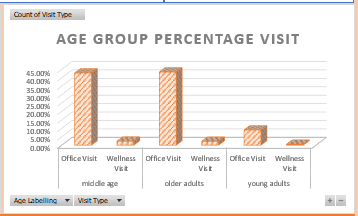 Count of Visit Type
AGE GROUP PERCENTAGE VISIT
45.00%
40.00%
35.00%
30.00%
25.00%
20.00%
15.00%
10.00%
5.00%
0.00%
Office Visit Wellness Visit Office Visit Wellness Visit Office Visit Wellness Visit
middle age older adults young adults
Age Labelling Visit Type + −